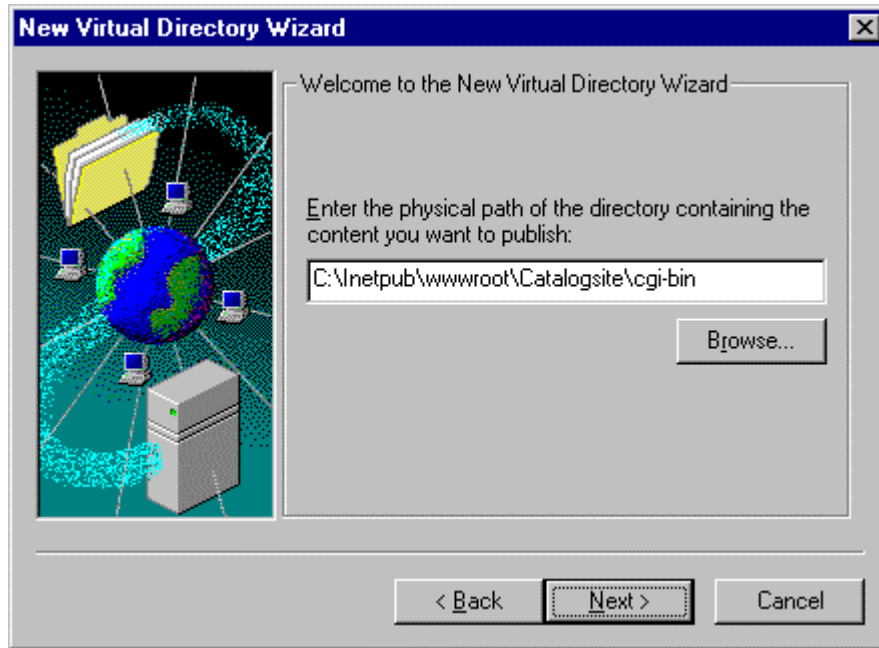 New Virtual Directory Wizard
Welcome to the New Virtual Directory Wizard
Enter the physical path of the directory containing the
content you want to publish:
C:\Inetpub\wwwroot\Catalogsite\cgi-bin
Browse...
< Back
Next >
Cancel